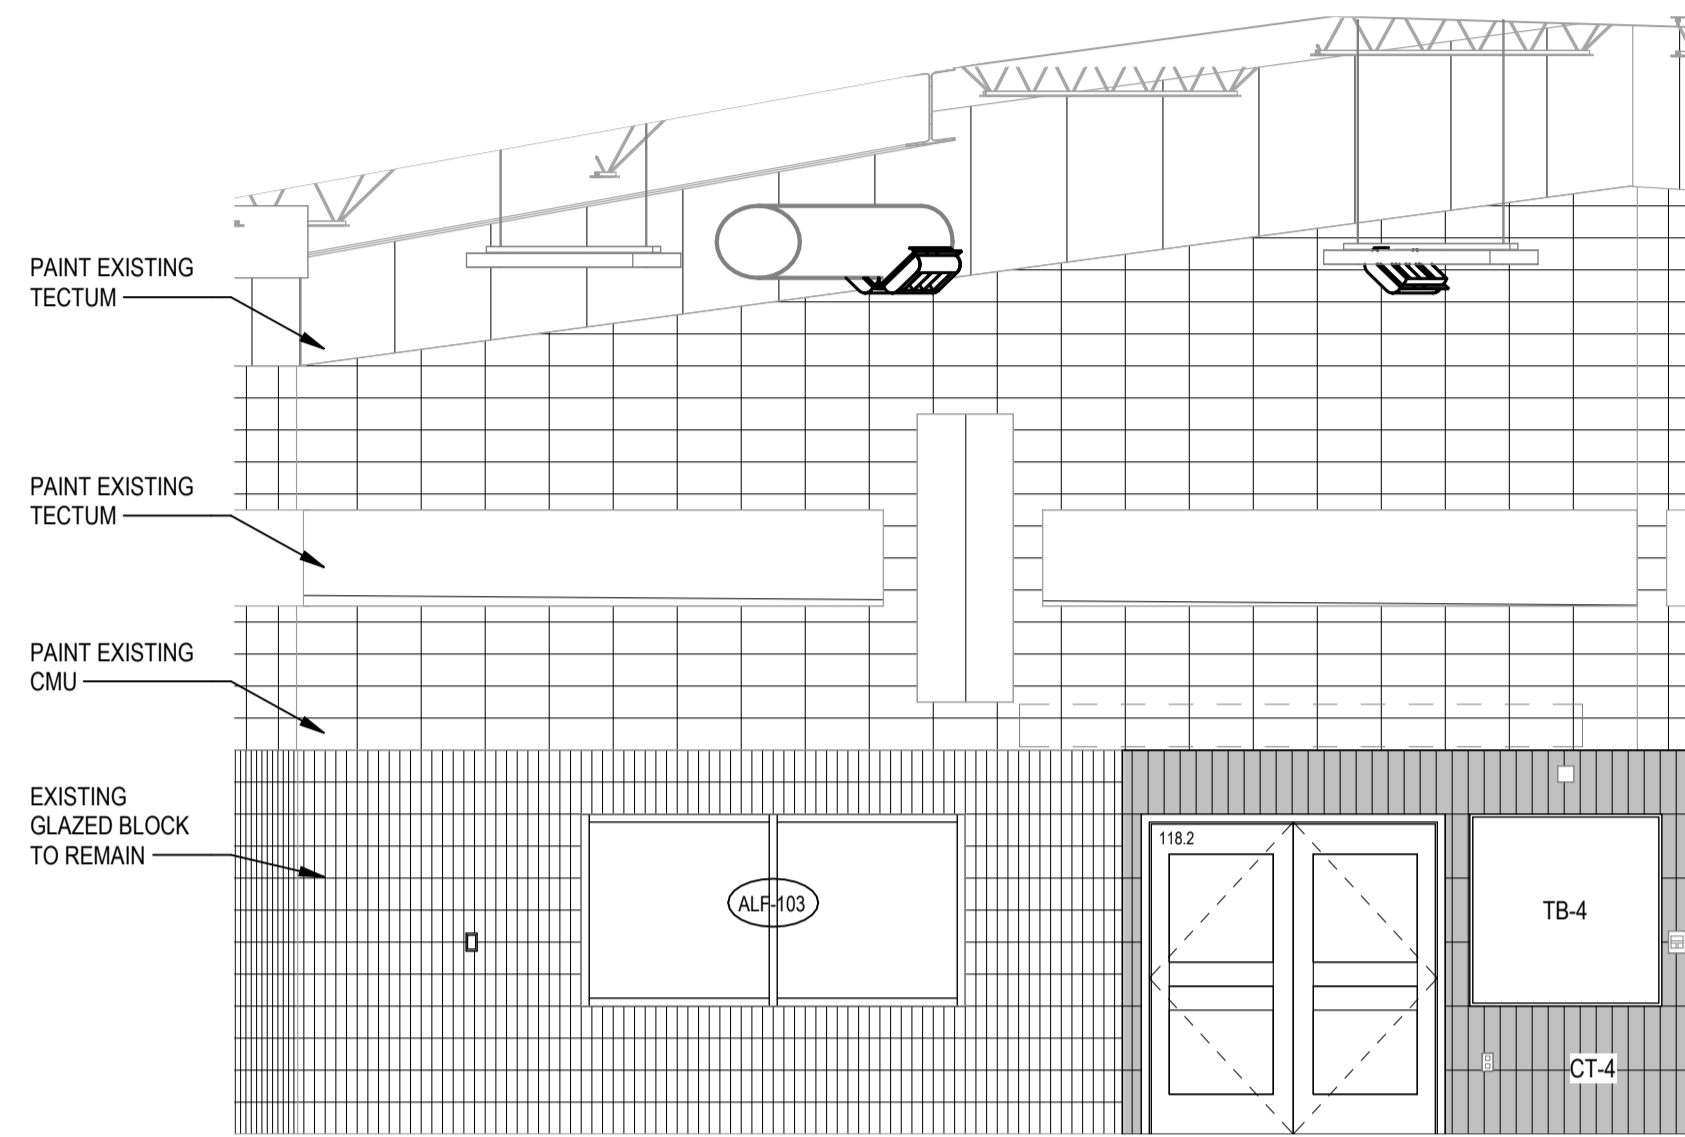 PAINT EXISTING
TECTUM
PAINT EXISTING
TECTUM
PAINT EXISTING
CMU
EXISTING
GLAZED BLOCK
TO REMAIN
ALF-103
118.2
TB-4
CT-4